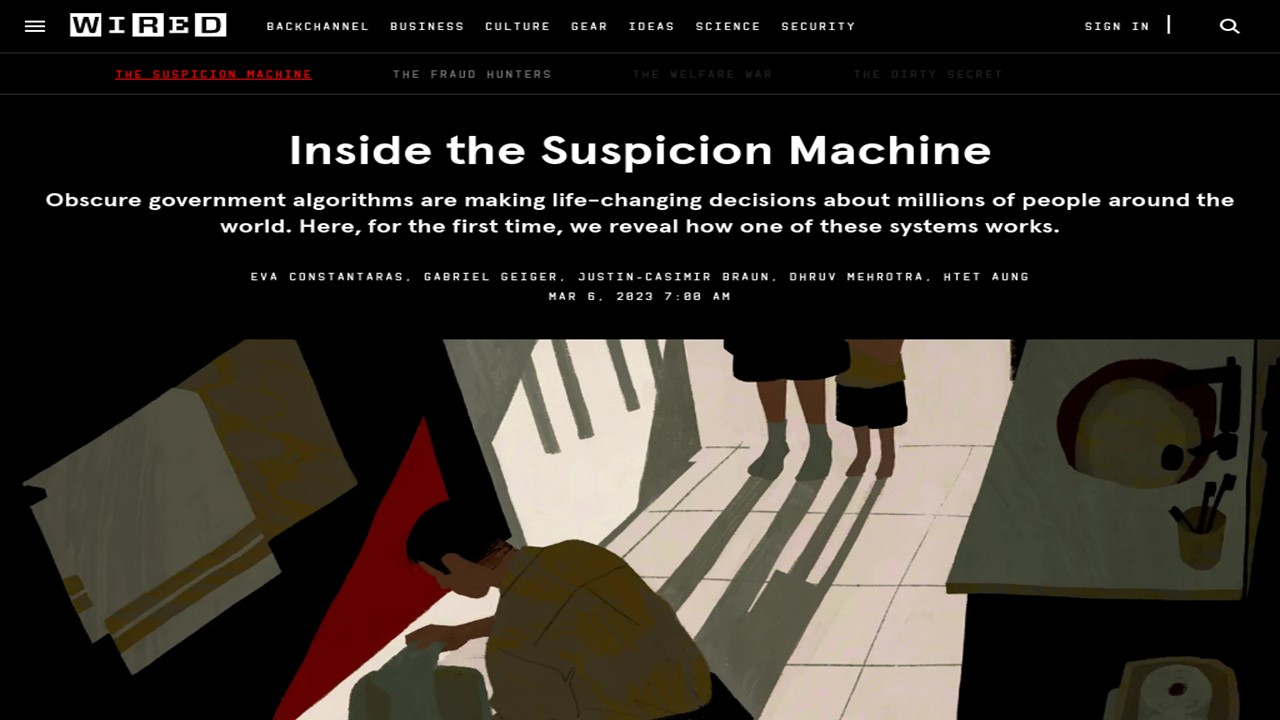 WIRED
BACKCHANNEL BUSINESS CULTURE GEAR IDEAS SCIENCE SECURITY
SIGN IN
THE SUSPICION MACHINE THE FRAUD HUNTERS THE WELFARE WAR THE DIRTY SECRET
Inside the Suspicion Machine
Obscure government algorithms are making life-changing decisions about millions of people around the
world. Here, for the first time, we reveal how one of these systems works.
EVA CONSTANTARAS, GABRIEL GEIGER, JUSTIN-CASIMIR BRAUN, DHRUV MEHROTRA, HTET AUNG
MAR 6, 2023 7:00 AM